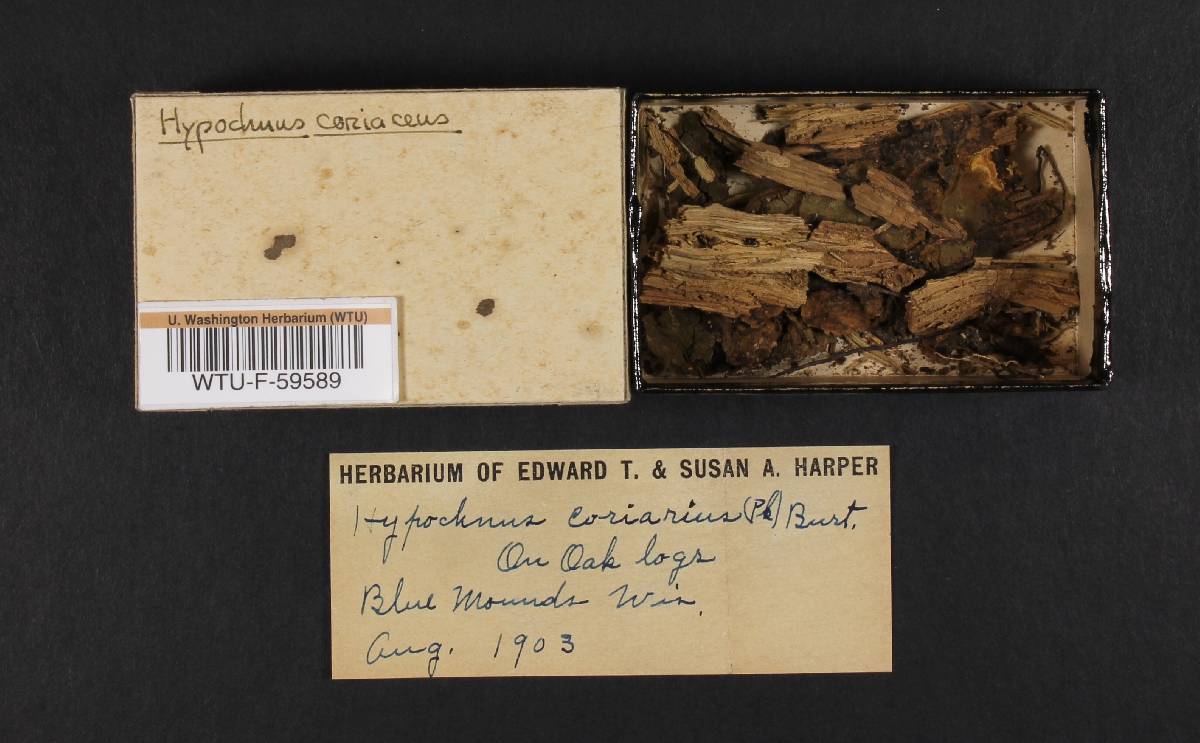 Hypochnus coriaceus
U. Washington Herbarium (WTU)
WTU-F-59589
HERBARIUM OF EDWARD T. & SUSAN A. HARPER
Hypochnus coriarius (Pk) Burt.
On Oak logs
Blue Mounds Wis.
Aug. 1903